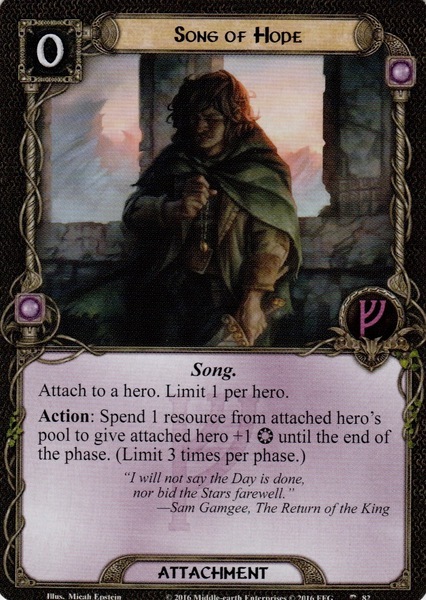 0
Song of Hope
Song.
Attach to a hero. Limit 1 per hero.
Action: Spend 1 resource from attached hero's
pool to give attached hero +1 until the end of
the phase. (Limit 3 times per phase.)
"I will not say the Day is done,
nor bid the Stars farewell."
—Sam Gamgee, The Return of the King
ATTACHMENT
Illus. Micah Epstein © 2016 Middle-earth Enterprises © 2016 FFG 82